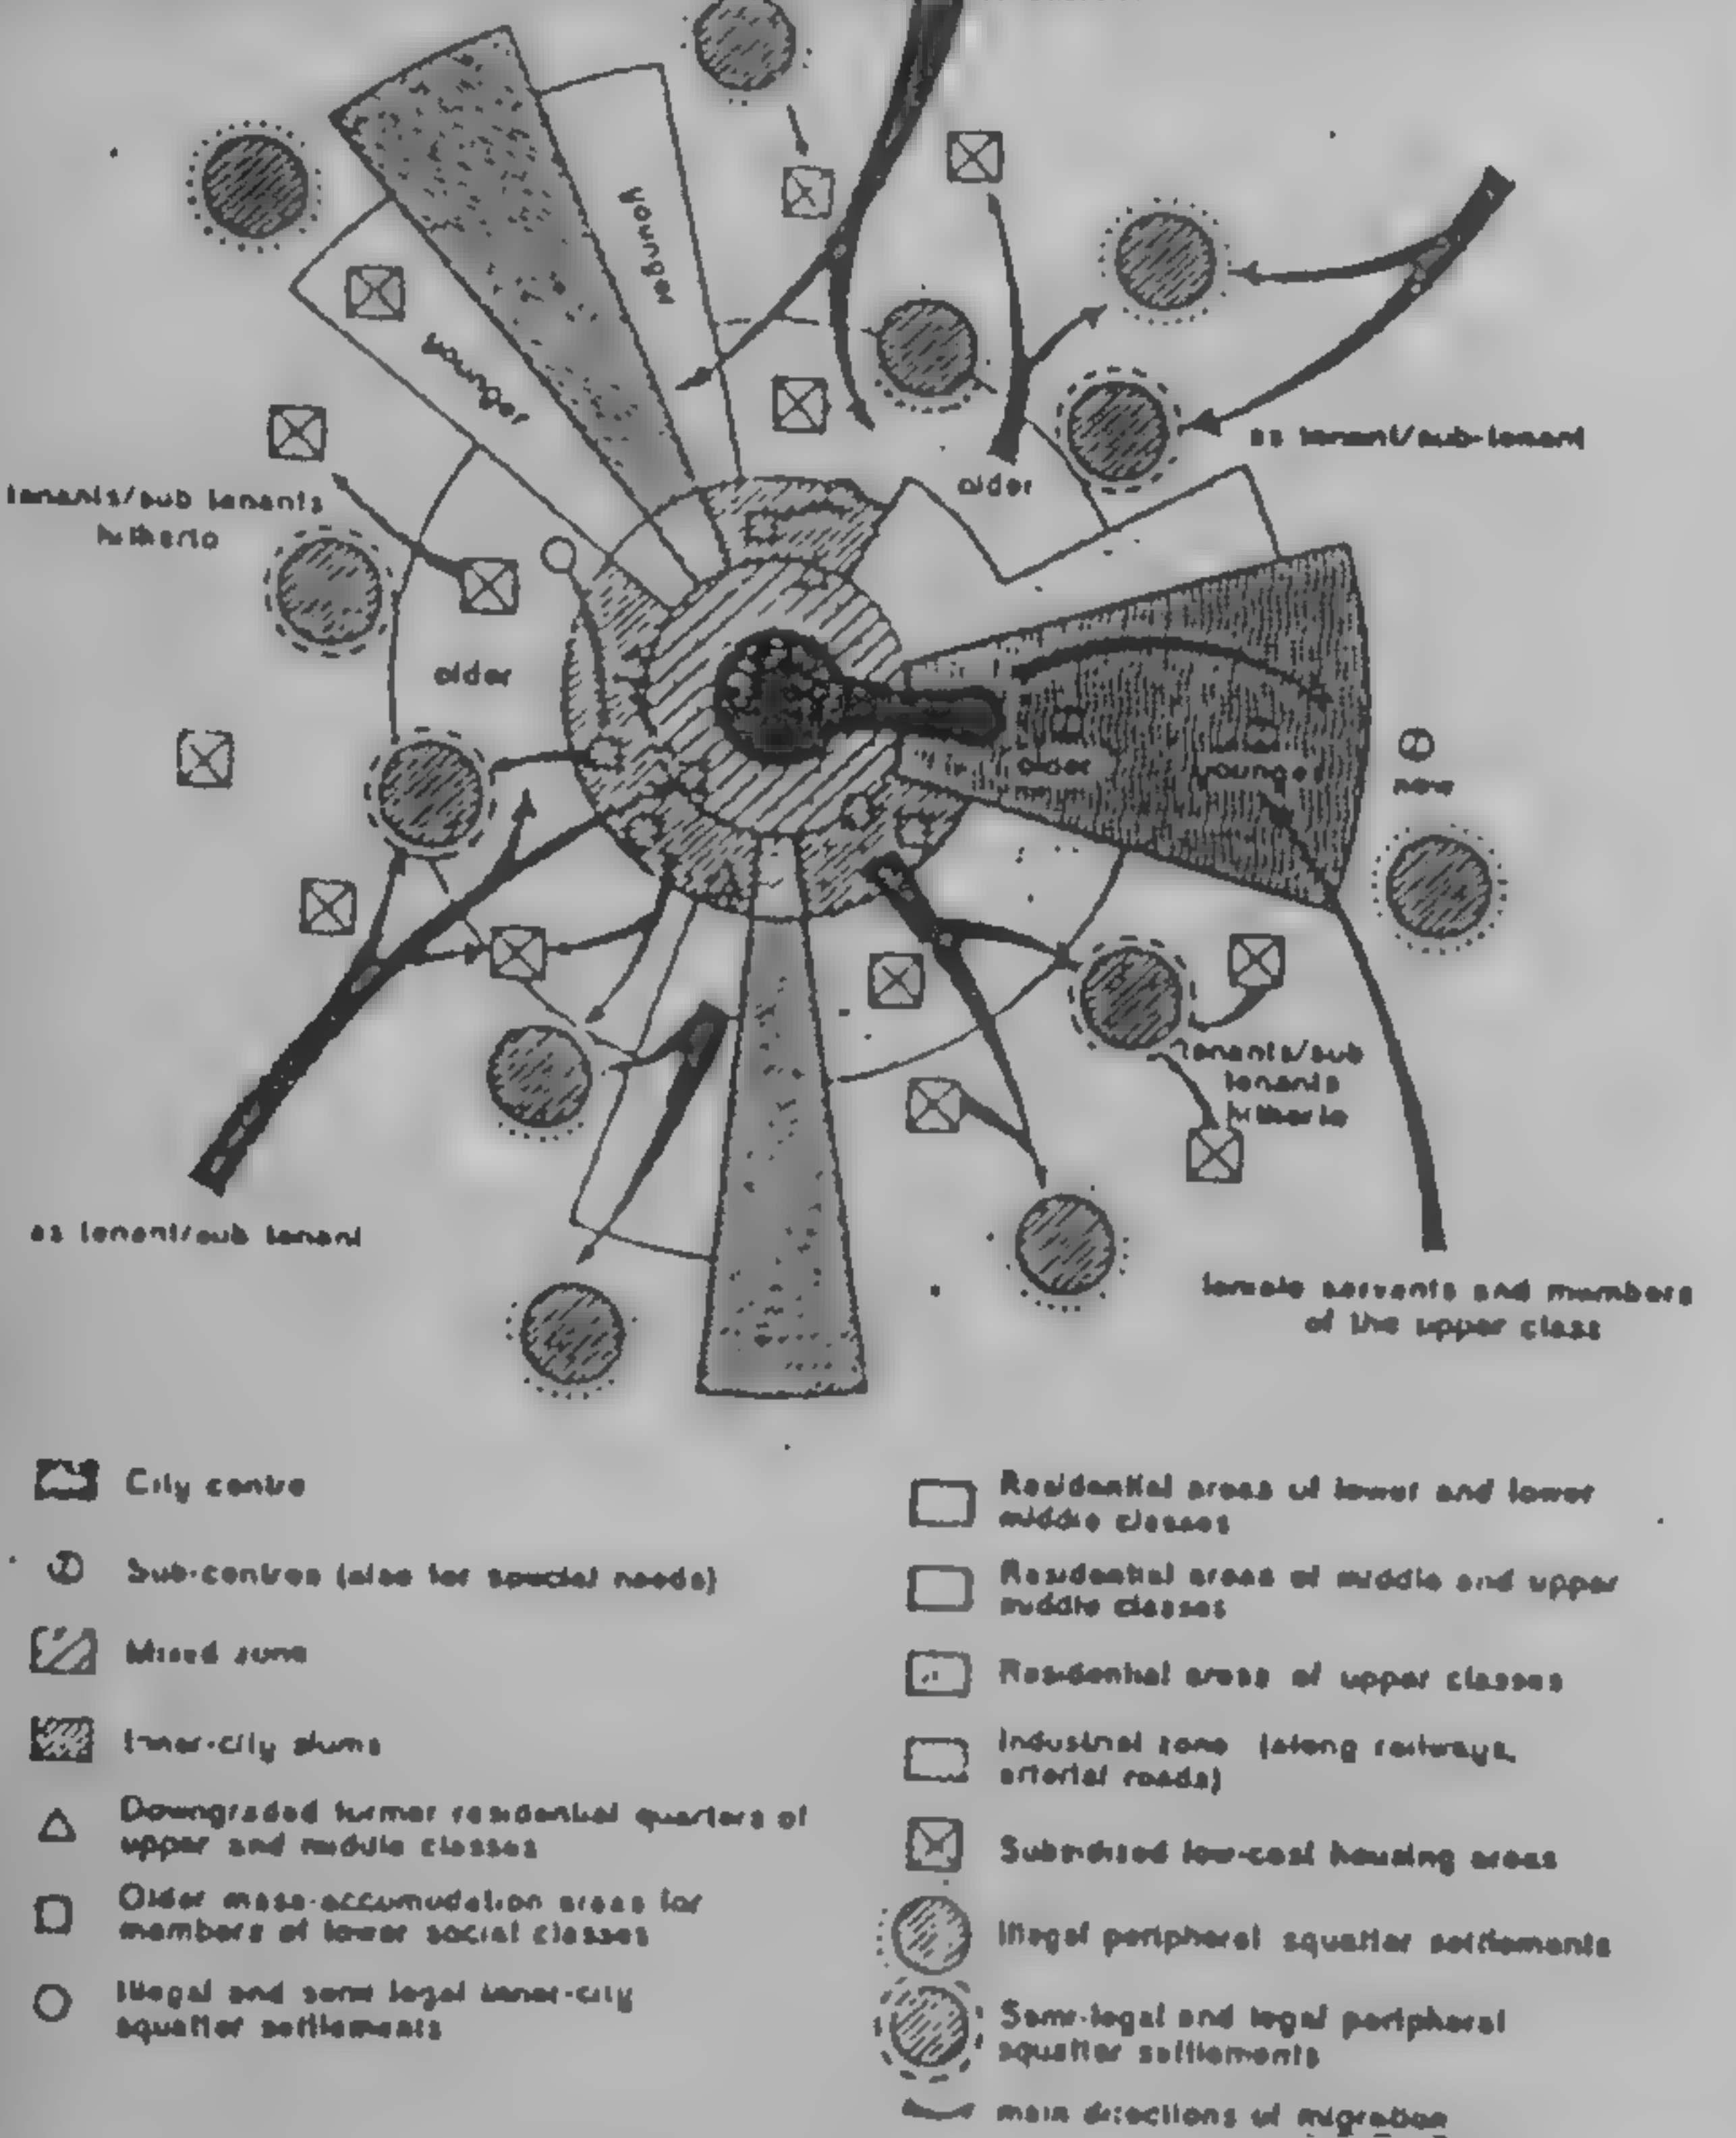 younger
younger
as tenant/sub-tenant
older
tenants/sub tenants
hitherto
older
older
younger
new
tenants/sub
tenants
hitherto
as tenant/sub tenant
female servants and members
of the upper class
City centre
Sub-centres (also for special needs)
Mixed zone
Inner-city slums
Downgraded former residential quarters of
upper and middle classes
Older mass-accumudation areas for
members of lower social classes
Illegal and semi legal inner-city
squatter settlements
Residential areas of lower and lower
middle classes
Residential areas of middle and upper
middle classes
Residential areas of upper classes
Industrial zone (along railways,
arterial roads)
Subsidised low-cost housing areas
Illegal peripheral squatter settlements
Semi-legal and legal peripheral
squatter settlements
main directions of migration